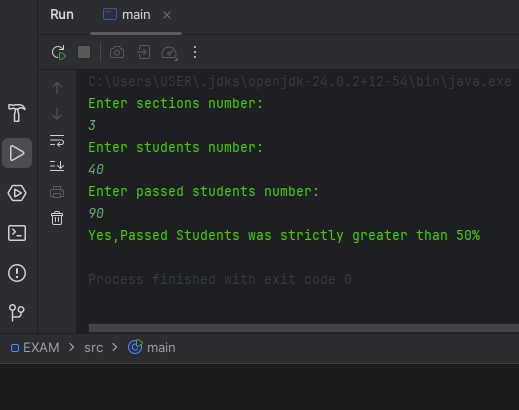 Run main
C:\Users\USER\.jdks\openjdk-24.0.2+12-54\bin\java.exe
Enter sections number:
3
Enter students number:
40
Enter passed students number:
90
Yes,Passed Students was strictly greater than 50%
Process finished with exit code 0
EXAM > src > main